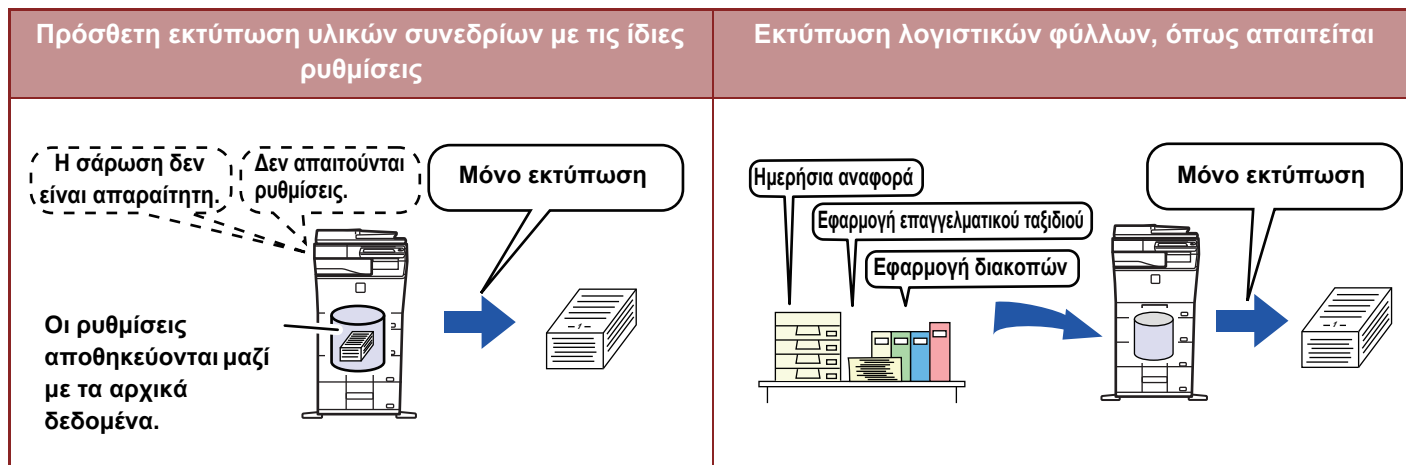 Πρόσθετη εκτύπωση υλικών συνεδρίων με τις ίδιες
ρυθμίσεις
Η σάρωση δεν
είναι απαραίτητη.
Δεν απαιτούνται
ρυθμίσεις.
Μόνο εκτύπωση
Οι ρυθμίσεις
αποθηκεύονται μαζί
με τα αρχικά
δεδομένα.
–1–
Εκτύπωση λογιστικών φύλλων, όπως απαιτείται
Ημερήσια αναφορά
Εφαρμογή επαγγελματικού ταξιδιού
Εφαρμογή διακοπών
Μόνο εκτύπωση
–1–